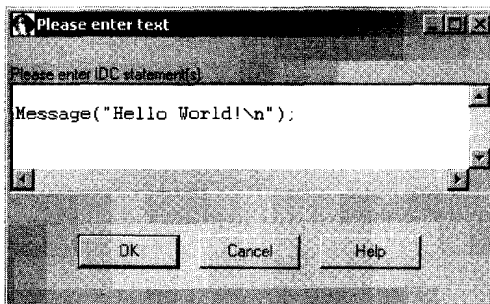 Please enter text
Please enter IDC statement(s)
Message("Hello World!\n");
OK Cancel Help